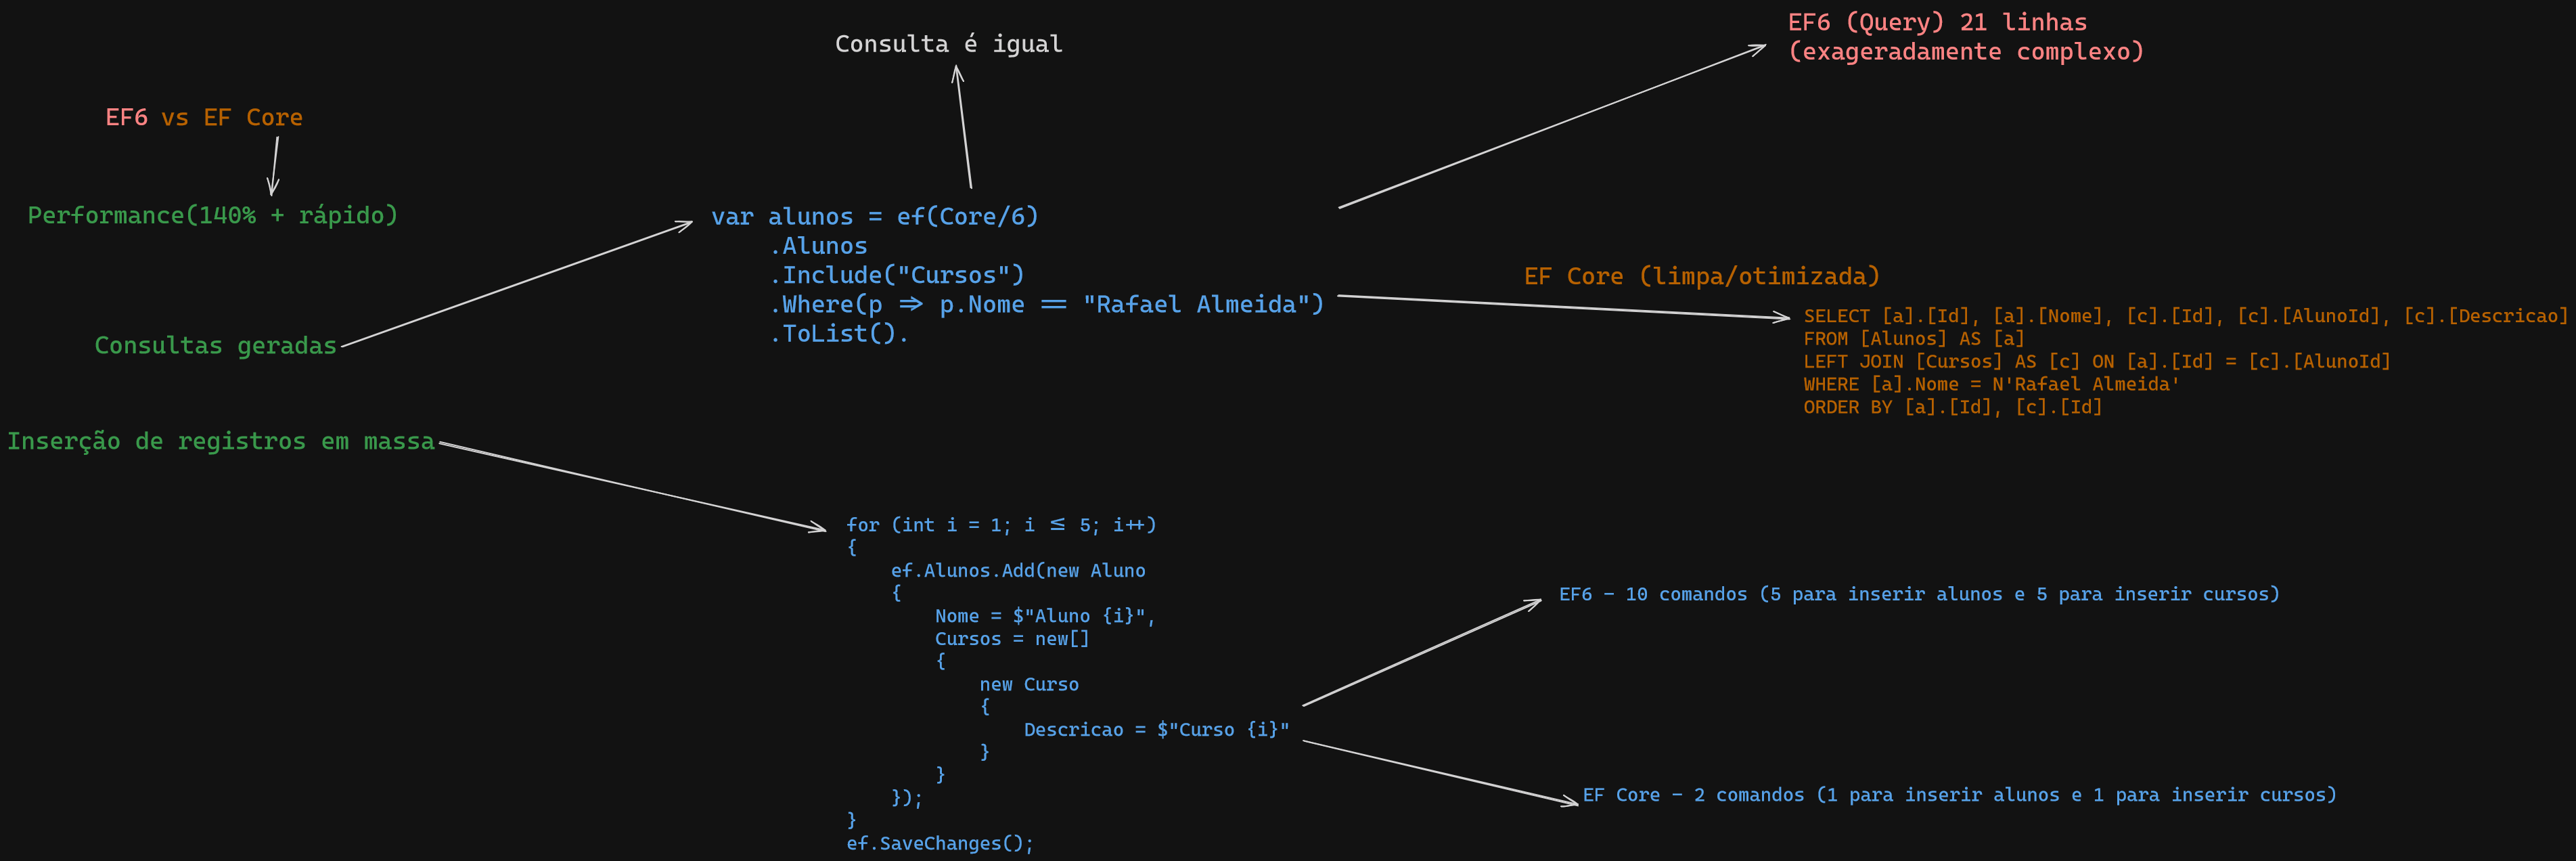 EF6 vs EF Core
Performance(140% + rápido)
Consultas geradas
Inserção de registros em massa
Consulta é igual
var alunos = ef(Core/6)
.Alunos
.Include("Cursos")
.Where(p => p.Nome == "Rafael Almeida")
.ToList().
EF6 (Query) 21 linhas
(exageradamente complexo)
EF Core (limpa/otimizada)
SELECT [a].[Id], [a].[Nome], [c].[Id], [c].[AlunoId], [c].[Descricao]
FROM [Alunos] AS [a]
LEFT JOIN [Cursos] AS [c] ON [a].[Id] = [c].[AlunoId]
WHERE [a].Nome = N'Rafael Almeida'
ORDER BY [a].[Id], [c].[Id]
for (int i = 1; i <= 5; i++)
{
ef.Alunos.Add(new Aluno
{
Nome = $"Aluno {i}",
Cursos = new[]
{
new Curso
{
Descricao = $"Curso {i}"
}
}
});
}
ef.SaveChanges();
EF6 - 10 comandos (5 para inserir alunos e 5 para inserir cursos)
EF Core - 2 comandos (1 para inserir alunos e 1 para inserir cursos)